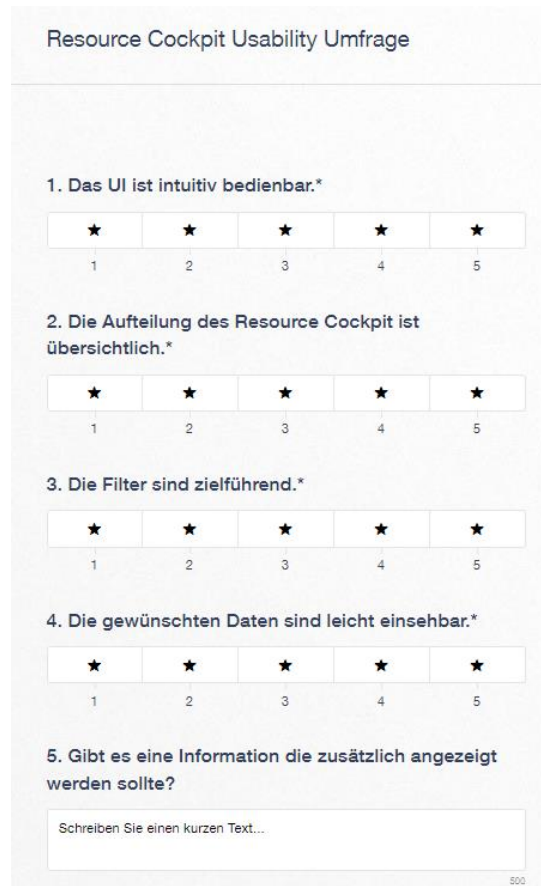 Resource Cockpit Usability Umfrage
1. Das UI ist intuitiv bedienbar.*
★ ★ ★ ★ ★
1 2 3 4 5
2. Die Aufteilung des Resource Cockpit ist
übersichtlich.*
★ ★ ★ ★ ★
1 2 3 4 5
3. Die Filter sind zielführend.*
★ ★ ★ ★ ★
1 2 3 4 5
4. Die gewünschten Daten sind leicht einsehbar.*
★ ★ ★ ★ ★
1 2 3 4 5
5. Gibt es eine Information die zusätzlich angezeigt
werden sollte?
Schreiben Sie einen kurzen Text...
500